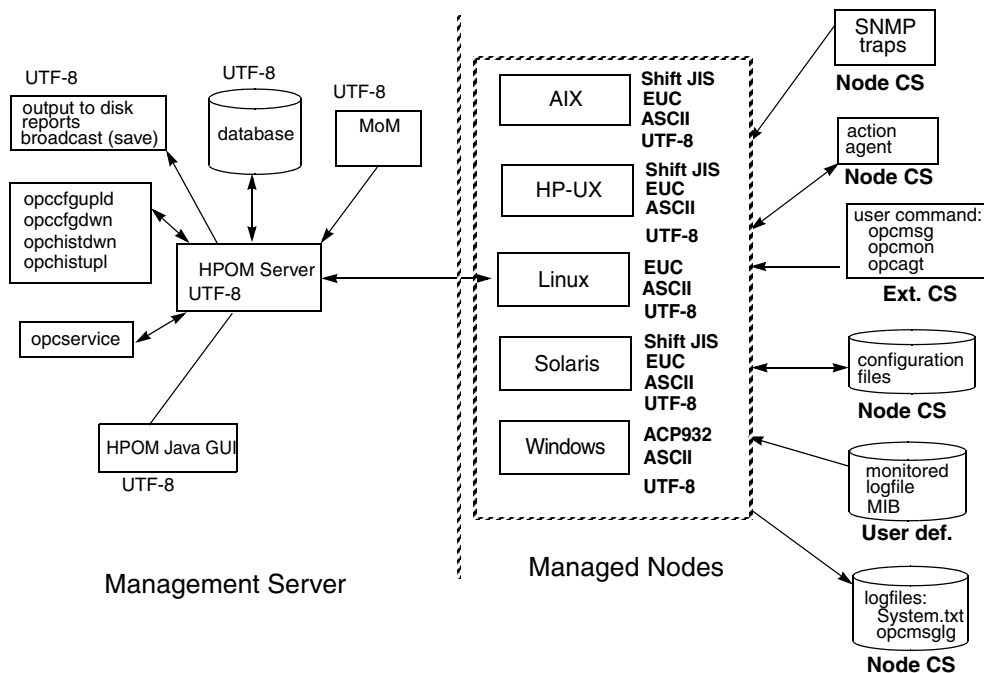 UTF-8
output to disk
reports
broadcast (save)
UTF-8
database
UTF-8
MoM
opccfgupld
opccfgdwn
opchistdwn
opchistupl
HPOM Server
UTF-8
opcservice
HPOM Java GUI
UTF-8
Management Server
AIX
Shift JIS
EUC
ASCII
UTF-8
HP-UX
Shift JIS
EUC
ASCII
UTF-8
Linux
EUC
ASCII
UTF-8
Solaris
Shift JIS
EUC
ASCII
UTF-8
Windows
ACP932
ASCII
UTF-8
Managed Nodes
SNMP
traps
Node CS
action
agent
Node CS
user command:
opcmsg
opcmon
opcagt
Ext. CS
configuration
files
Node CS
monitored
logfile
MIB
User def.
logfiles:
System.txt
opcmsglg
Node CS